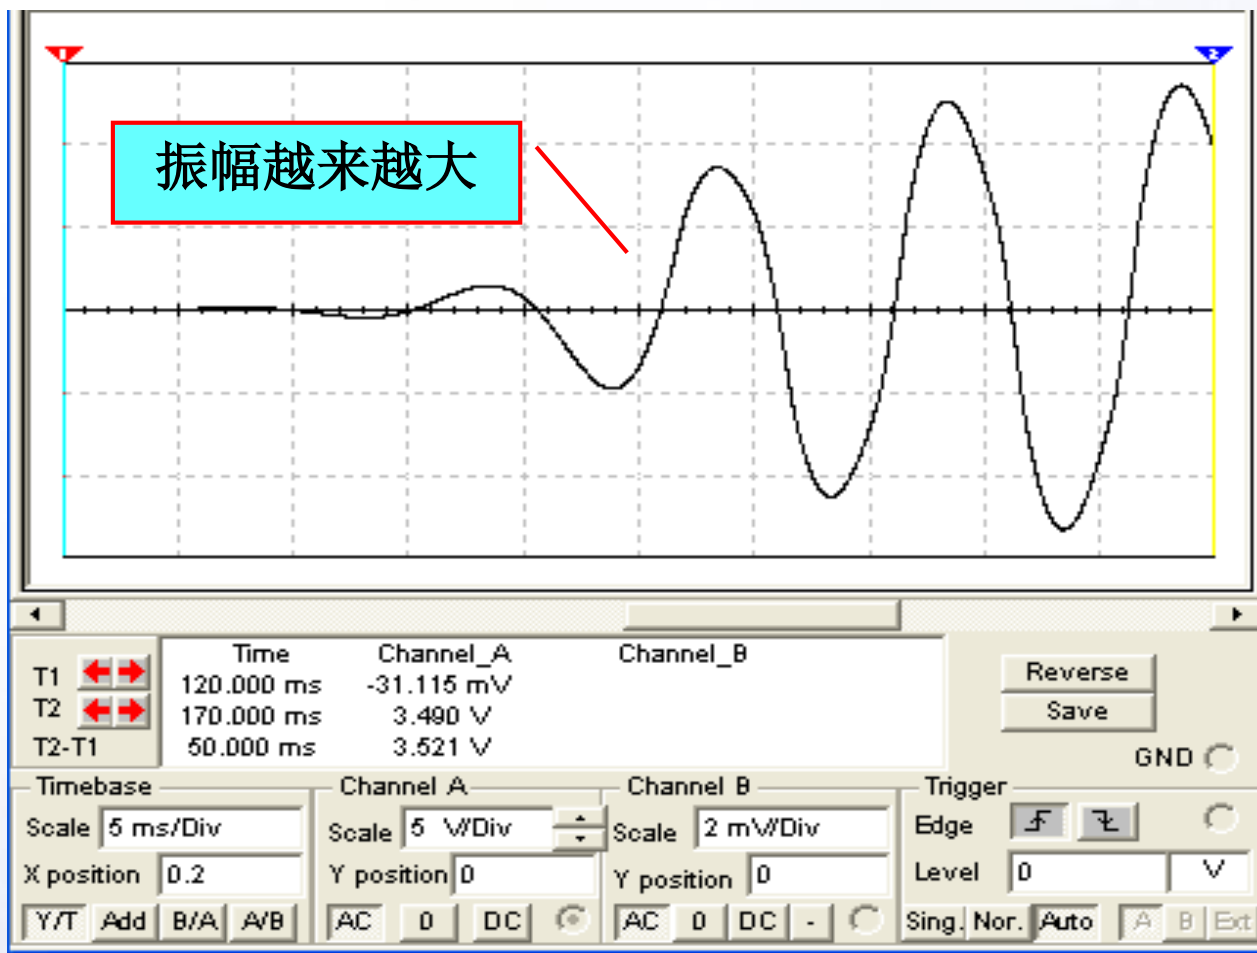 1 2
振幅越来越大
Time Channel_A Channel_B
T1 120.000 ms -31.115 mV
T2 170.000 ms 3.490 V
T2-T1 50.000 ms 3.521 V
Reverse
Save
GND
Timebase Channel A Channel B Trigger
Scale 5 ms/Div Scale 5 V/Div Scale 2 mV/Div Edge
X position 0.2 Y position 0 Y position 0 Level 0 V
Y/T Add B/A A/B AC 0 DC AC 0 DC - Sing. Nor. Auto A B Ext